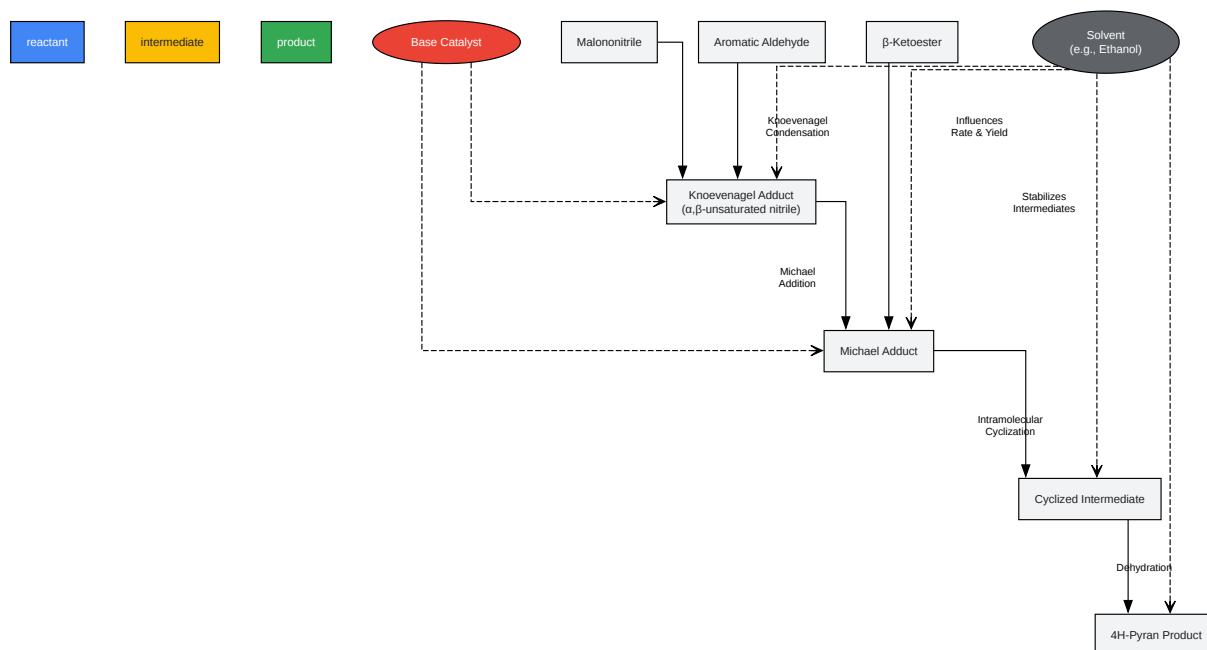 reactant
intermediate
product
Base Catalyst
Malononitrile
Aromatic Aldehyde
β-Ketoester
Solvent
(e.g., Ethanol)
Knoevenagel
Condensation
Influences
Rate & Yield
Knoevenagel Adduct
(α,β-unsaturated nitrile)
Stabilizes
Intermediates
Michael
Addition
Michael Adduct
Intramolecular
Cyclization
Cyclized Intermediate
Dehydration
4H-Pyran Product